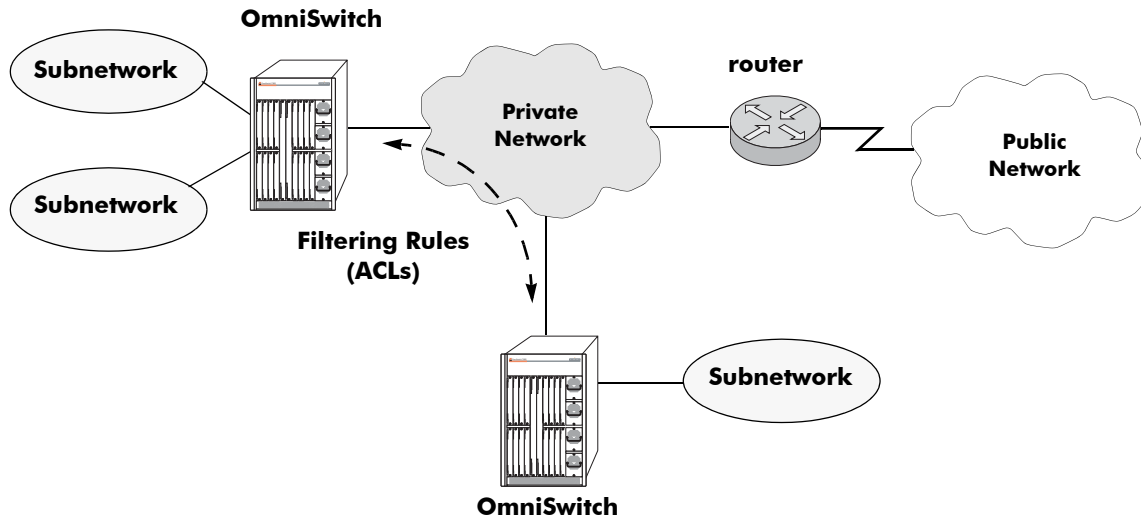 OmniSwitch
Subnetwork
router
Private
Network
Public
Network
Subnetwork
Filtering Rules
(ACLs)
Subnetwork
OmniSwitch